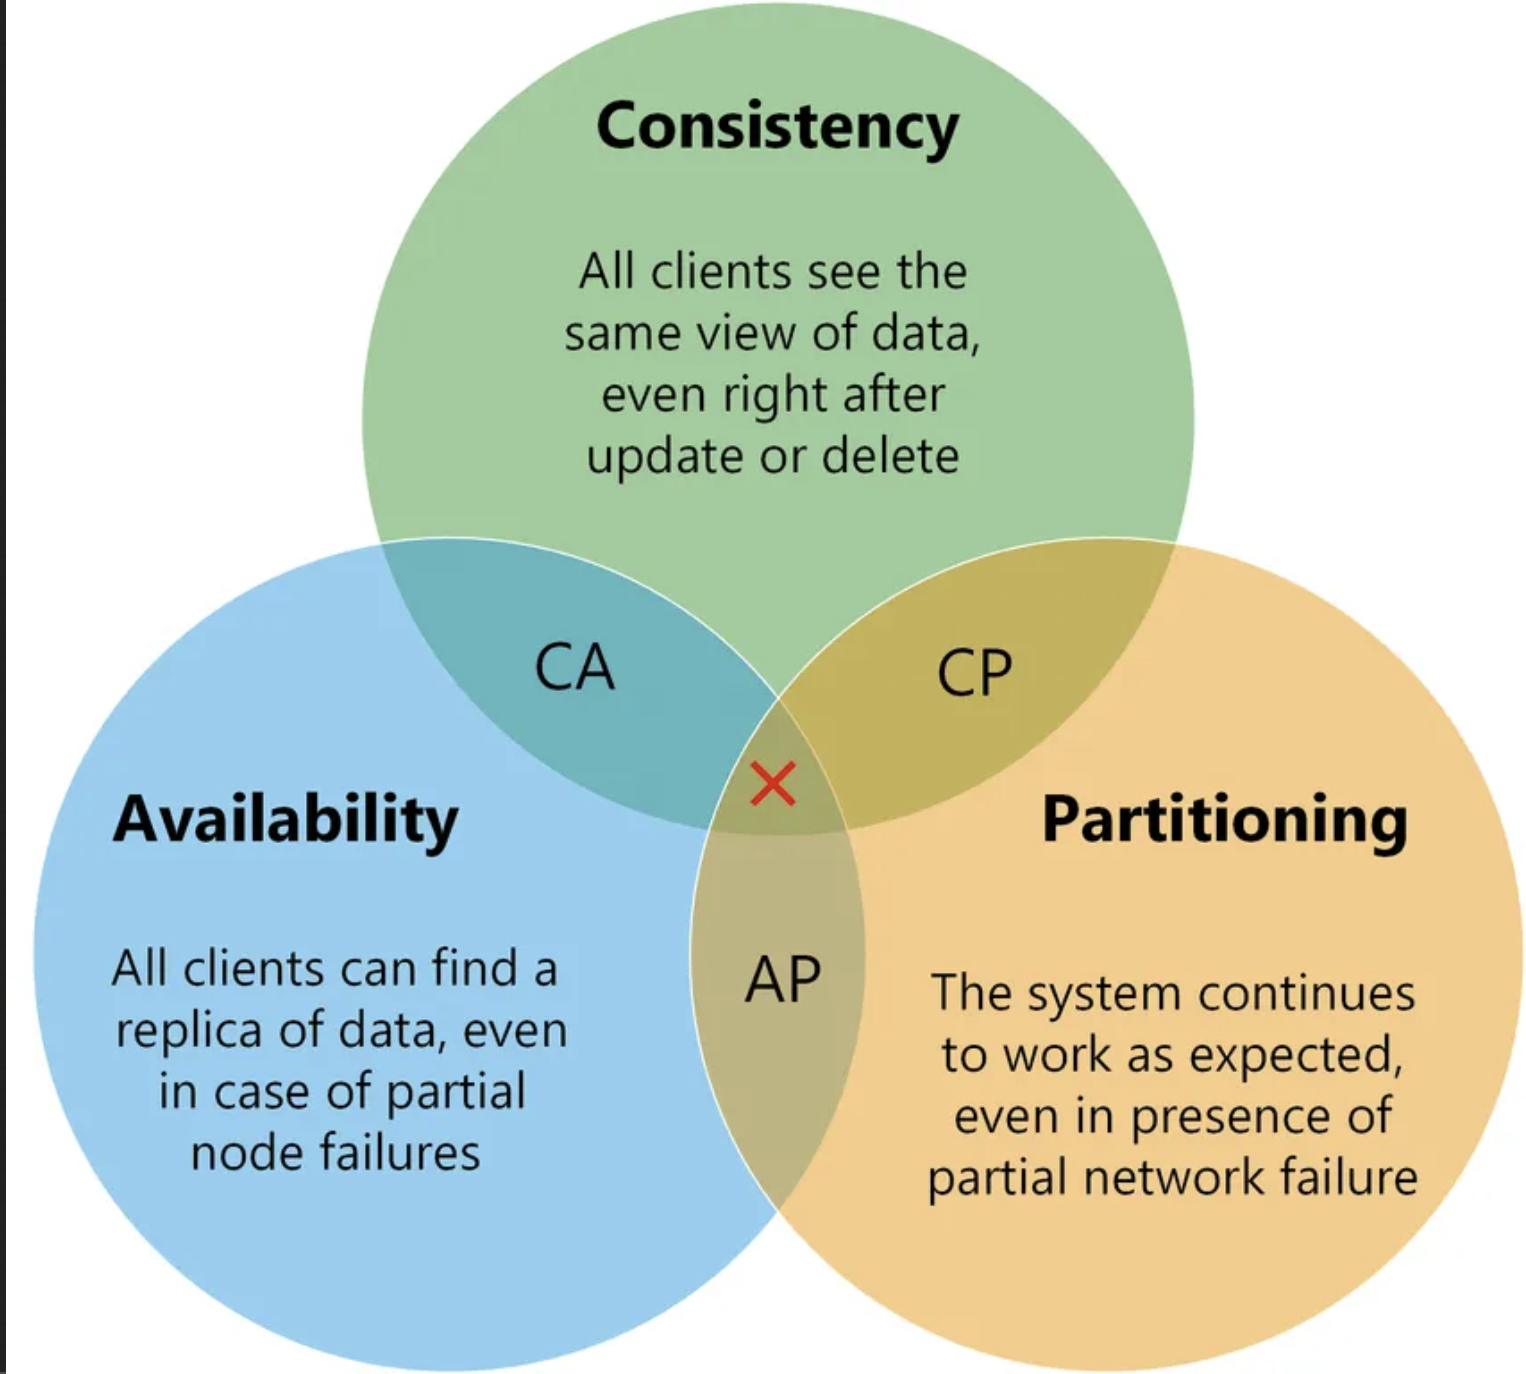 Consistency
All clients see the
same view of data,
even right after
update or delete
CA
CP
Availability
All clients can find a
replica of data, even
in case of partial
node failures
AP
Partitioning
The system continues
to work as expected,
even in presence of
partial network failure